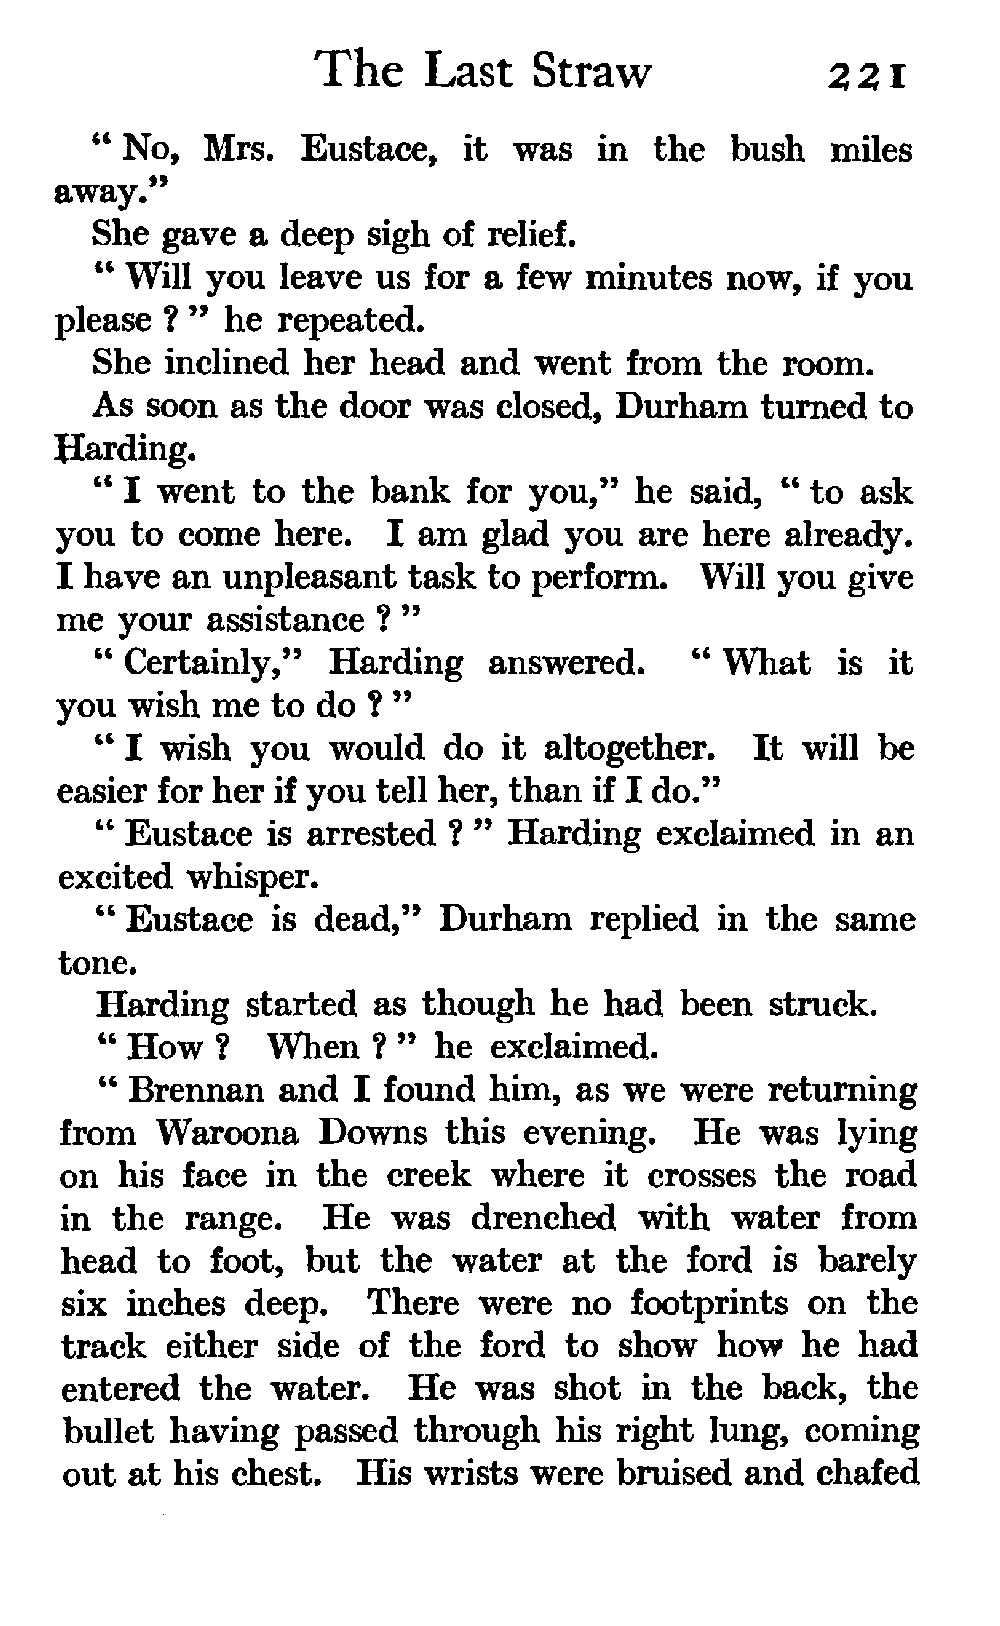 The Last Straw 221
“ No, Mrs. Eustace, it was in the bush miles
away.”
She gave a deep sigh of relief.
“ Will you leave us for a few minutes now, if you
please ? ” he repeated.
She inclined her head and went from the room.
As soon as the door was closed, Durham turned to
Harding.
“ I went to the bank for you,” he said, “ to ask
you to come here. I am glad you are here already.
I have an unpleasant task to perform. Will you give
me your assistance ? ”
“ Certainly,” Harding answered. “ What is it
you wish me to do ? ”
“ I wish you would do it altogether. It will be
easier for her if you tell her, than if I do.”
“ Eustace is arrested ? ” Harding exclaimed in an
excited whisper.
“ Eustace is dead,” Durham replied in the same
tone.
Harding started as though he had been struck.
“ How ? When ? ” he exclaimed.
“ Brennan and I found him, as we were returning
from Waroona Downs this evening. He was lying
on his face in the creek where it crosses the road
in the range. He was drenched with water from
head to foot, but the water at the ford is barely
six inches deep. There were no footprints on the
track either side of the ford to show how he had
entered the water. He was shot in the back, the
bullet having passed through his right lung, coming
out at his chest. His wrists were bruised and chafed